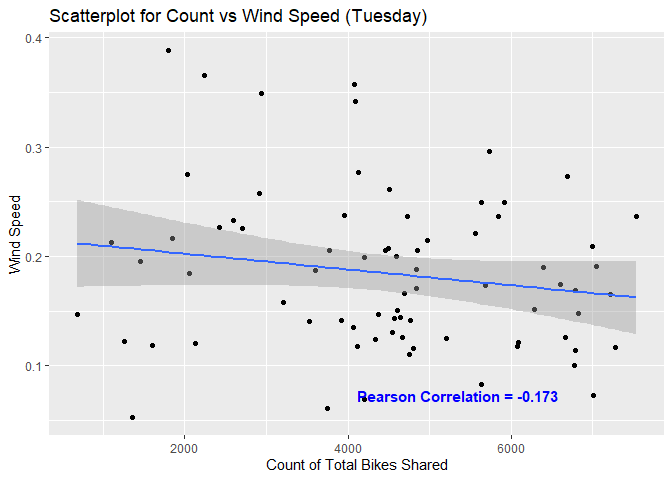 Scatterplot for Count vs Wind Speed (Tuesday)
0.4
0.3
0.2
0.1
Wind Speed
Pearson Correlation = -0.173
2000
4000
6000
Count of Total Bikes Shared